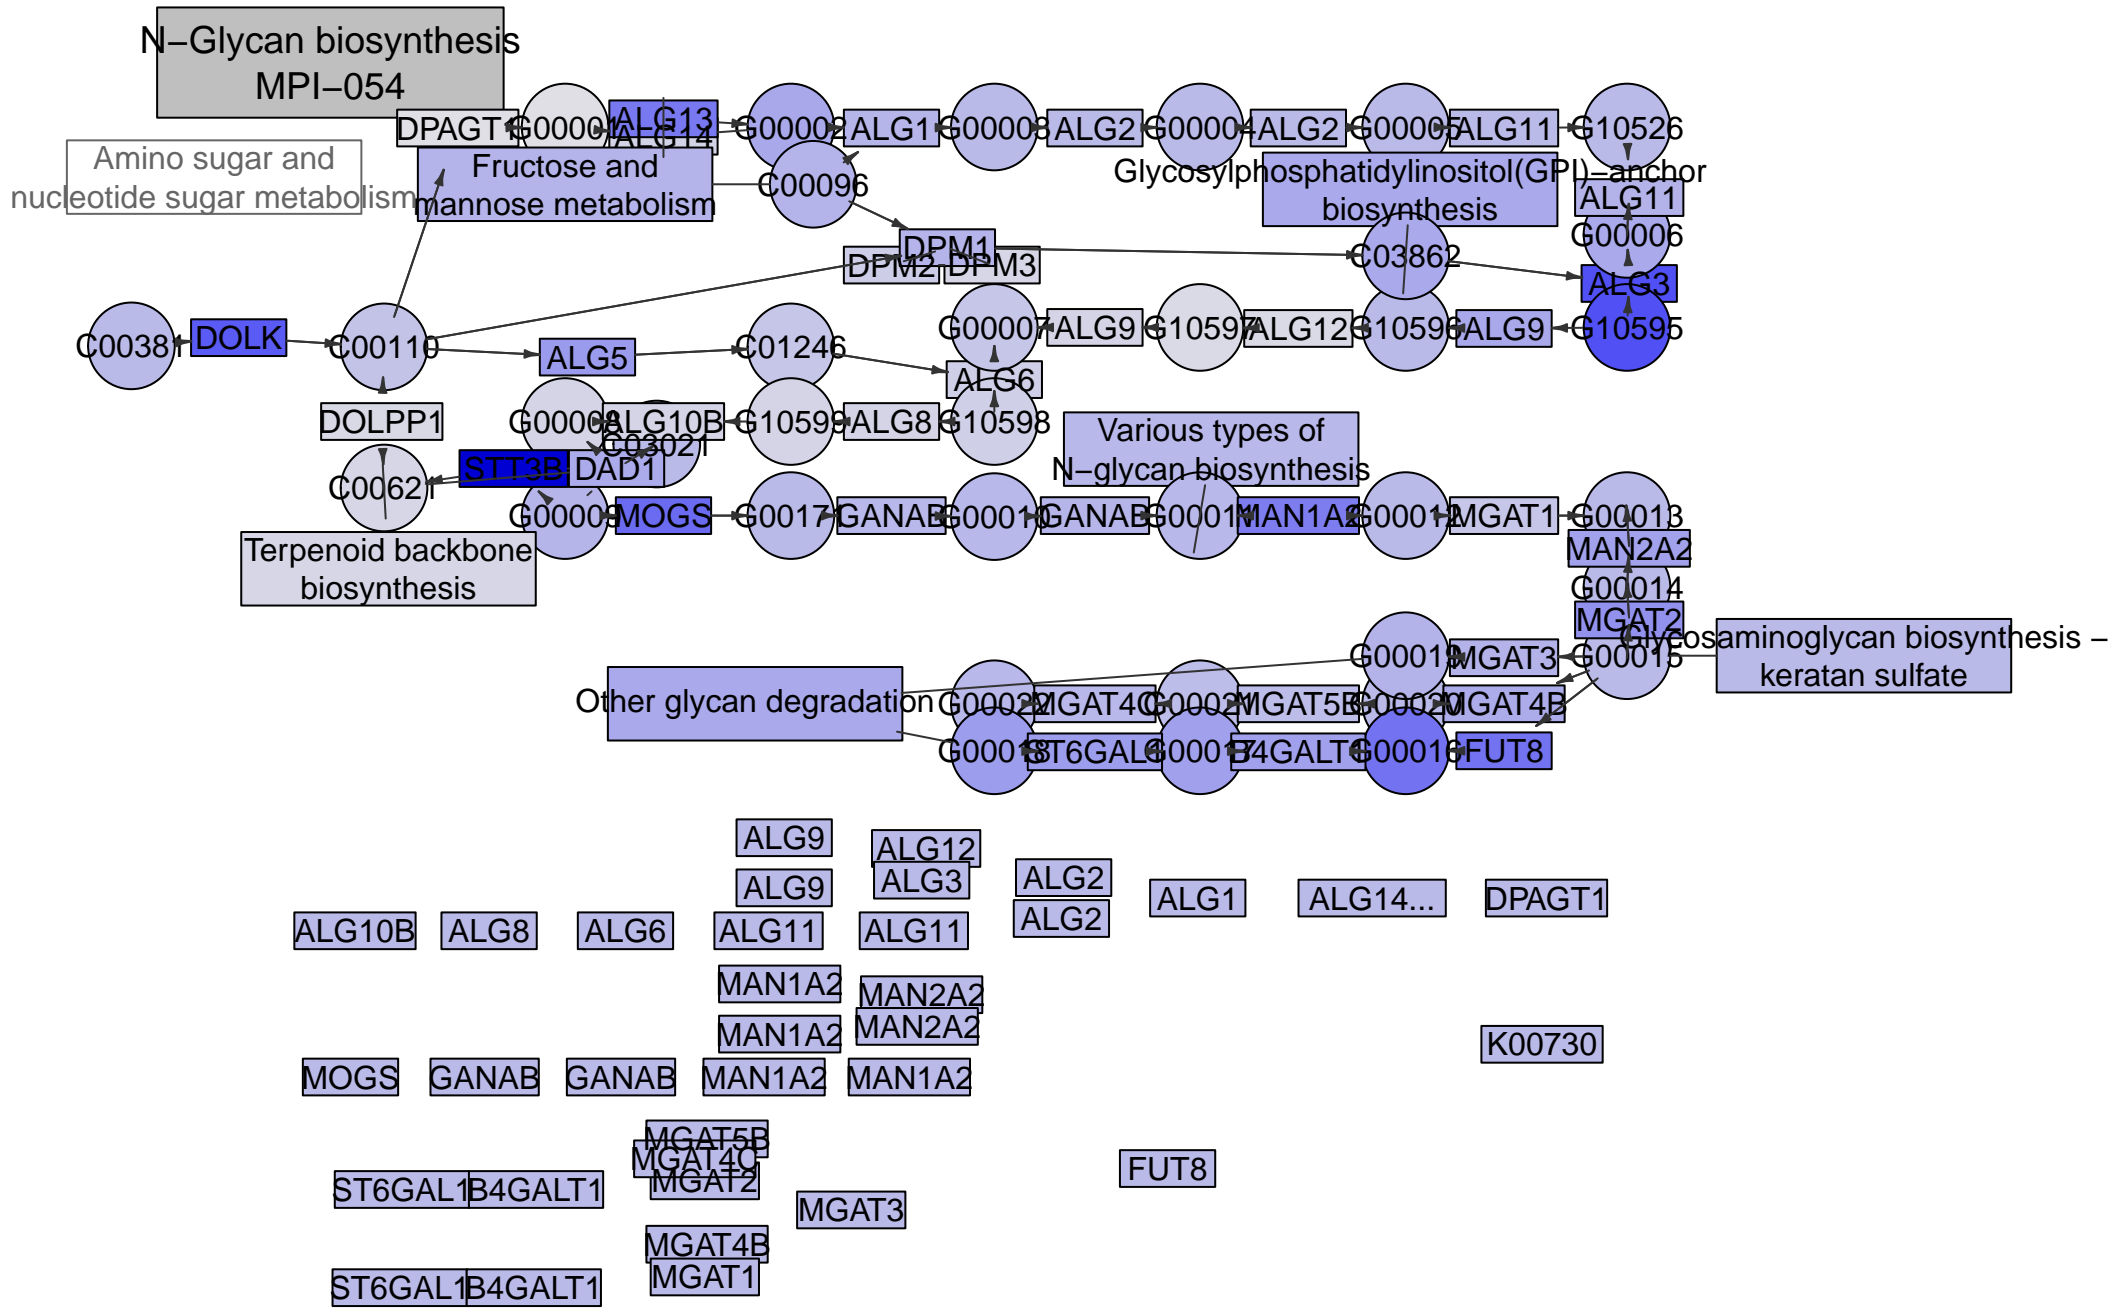 N−Glycan biosynthesis
MPI−054
DPAGT1
G00001
ALG13
ALG14
G00002
ALG1
G00003
ALG2
G00004
ALG2
G00005
ALG11
G10526
Amino sugar and
nucleotide sugar metabolism
Fructose and
mannose metabolism
C00096
Glycosylphosphatidylinositol(GPI)−anchor
biosynthesis
ALG11
G00006
DPM1
DPM2
DPM3
C03862
ALG3
C00381
DOLK
C00110
ALG5
C01246
G00007
ALG9
G10597
ALG12
G10596
ALG9
G10595
ALG6
DOLPP1
G00008
ALG10B
C03021
G10599
ALG8
G10598
Various types of
N−glycan biosynthesis
STT3B
DAD1
C00621
G00009
MOGS
G00171
GANAB
G00010
GANAB
G00011
MAN1A2
G00012
MGAT1
G00013
MAN2A2
Terpenoid backbone
biosynthesis
G00014
MGAT2
Glycosaminoglycan biosynthesis −
keratan sulfate
G00019
MGAT3
G00015
Other glycan degradation
G00022
MGAT4C
G00021
MGAT5B
G00020
MGAT4B
G00018
ST6GAL1
G00017
B4GALT1
G00016
FUT8
ALG9
ALG12
ALG9
ALG3
ALG2
ALG1
ALG14...
DPAGT1
ALG10B
ALG8
ALG6
ALG11
ALG11
ALG2
MAN1A2
MAN2A2
MAN1A2
MAN2A2
K00730
MOGS
GANAB
GANAB
MAN1A2
MAN1A2
MGAT5B
MGAT4C
MGAT2
FUT8
ST6GAL1
B4GALT1
MGAT3
MGAT4B
MGAT1
ST6GAL1
B4GALT1